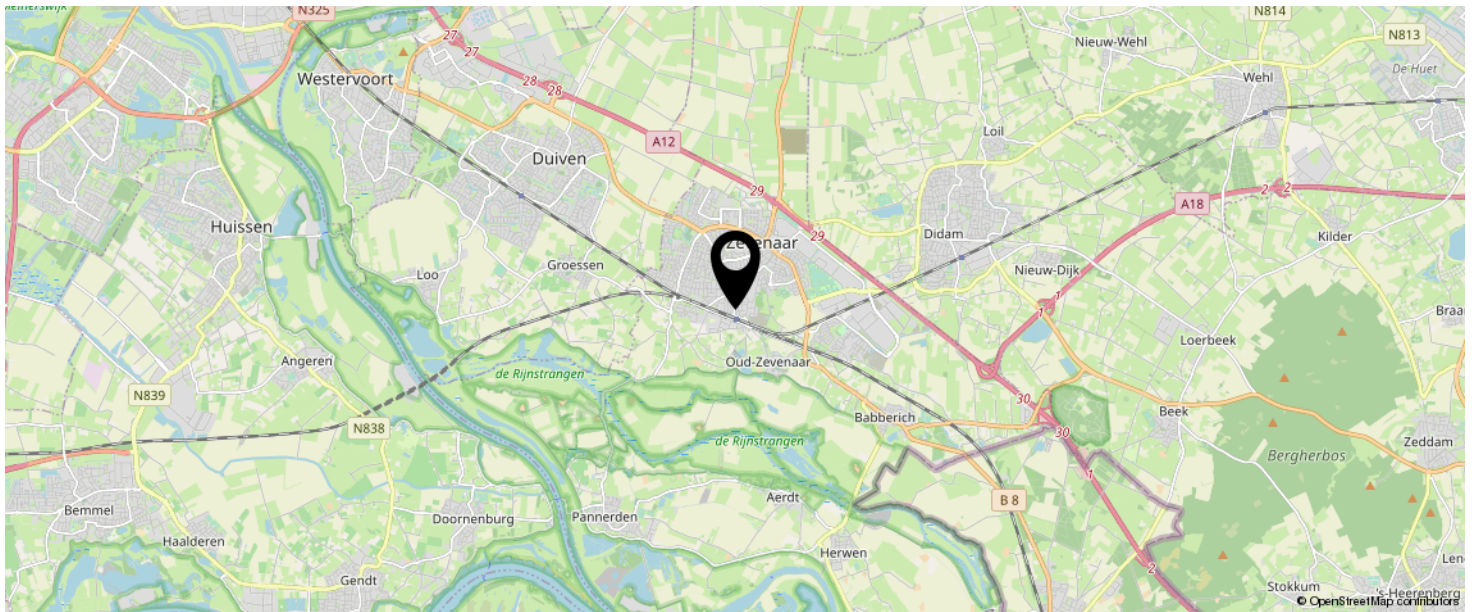 N325
N814
N813
Nieuw-Wehl
De Huet
27
27
Westervoort
28
28
Wehl
A12
Loil
Duiven
29
2
2
A18
Huissen
Zevenaar
29
Didam
Kilder
Groessen
Loo
Nieuw-Dijk
1
1
Loerbeek
Angeren
Oud-Zevenaar
de Rijnstrangen
N839
30
Babberich
Beek
N838
30
de Rijnstrangen
Zeddam
Bergherbos
1
Aerdt
B 8
Bemmel
Doornenburg
Pannerden
Haalderen
Herwen
2
Gendt
Stokkum
's-Heerenberg
© OpenStreetMap contributors